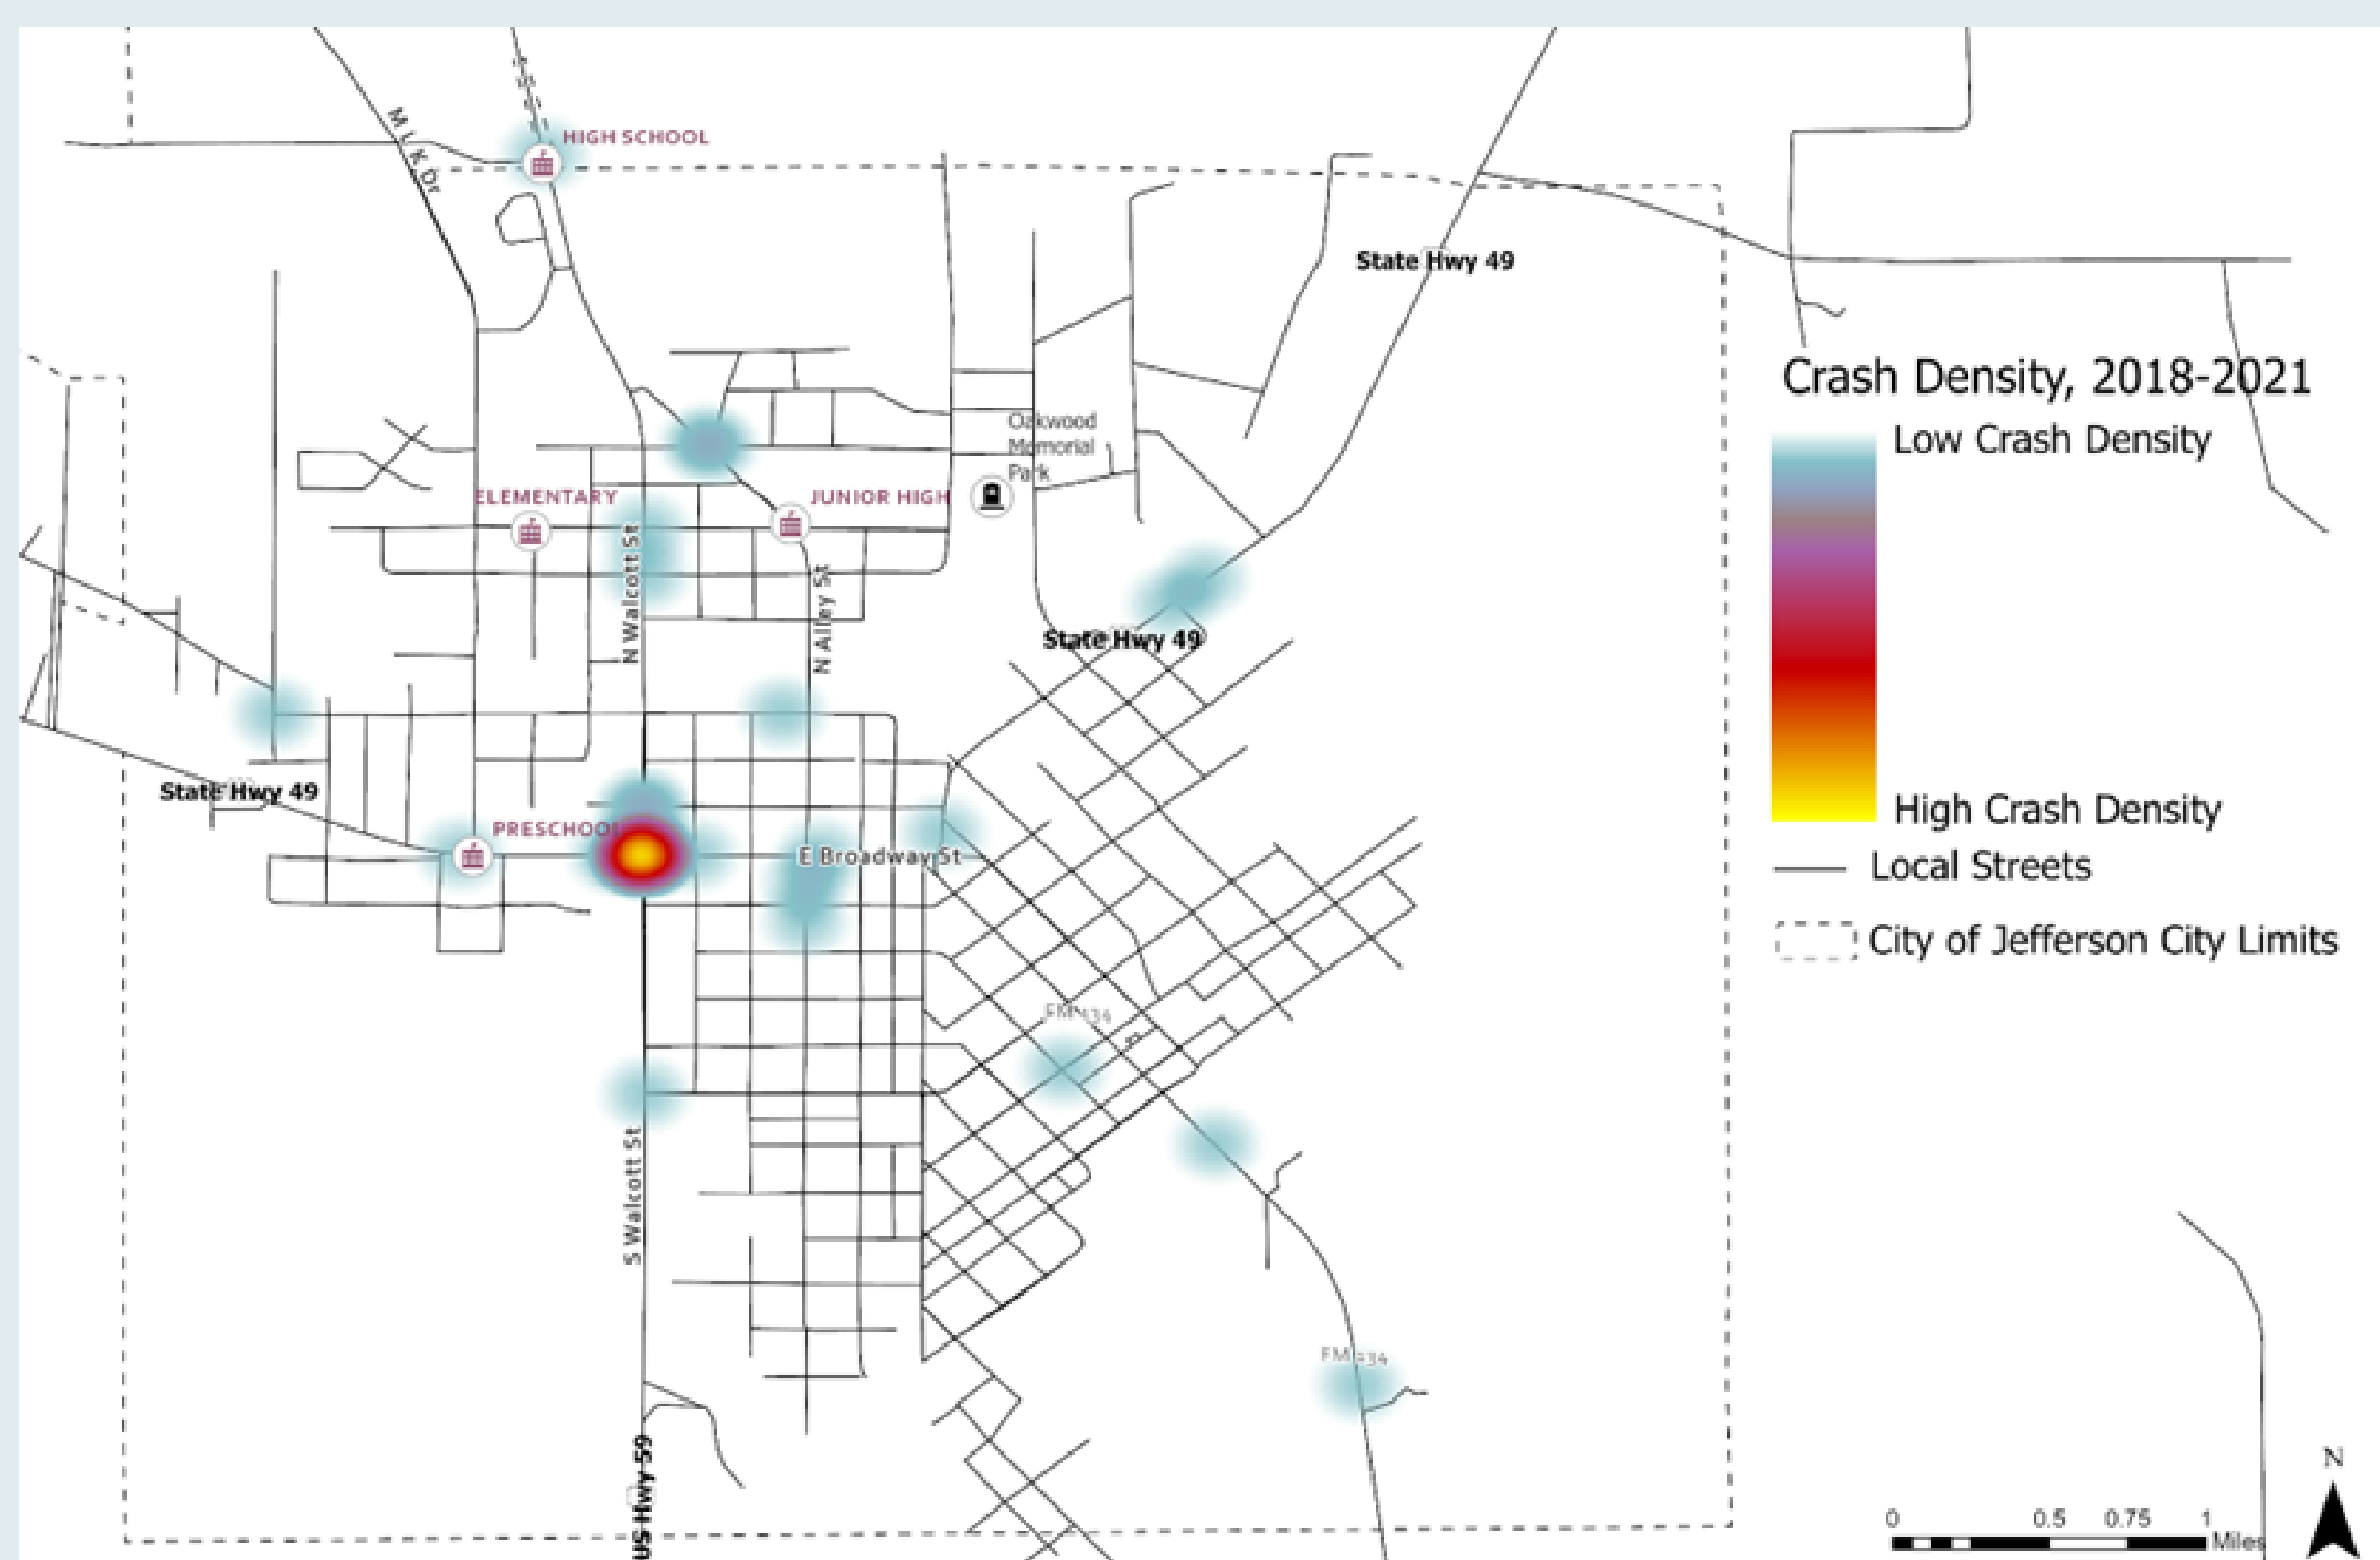 HIGH SCHOOL
MLK Dr
State Hwy 49
Crash Density, 2018-2021
Low Crash Density
High Crash Density
Local Streets
City of Jefferson City Limits
Oakwood
Memorial
Park
ELEMENTARY
JUNIOR HIGH
N Walcott St
N Alley St
State Hwy 49
State Hwy 49
PRESCHOOL
E Broadway St
FM 134
S Walcott St
FM 134
US Hwy 59
N
0 0.5 0.75 1
Miles